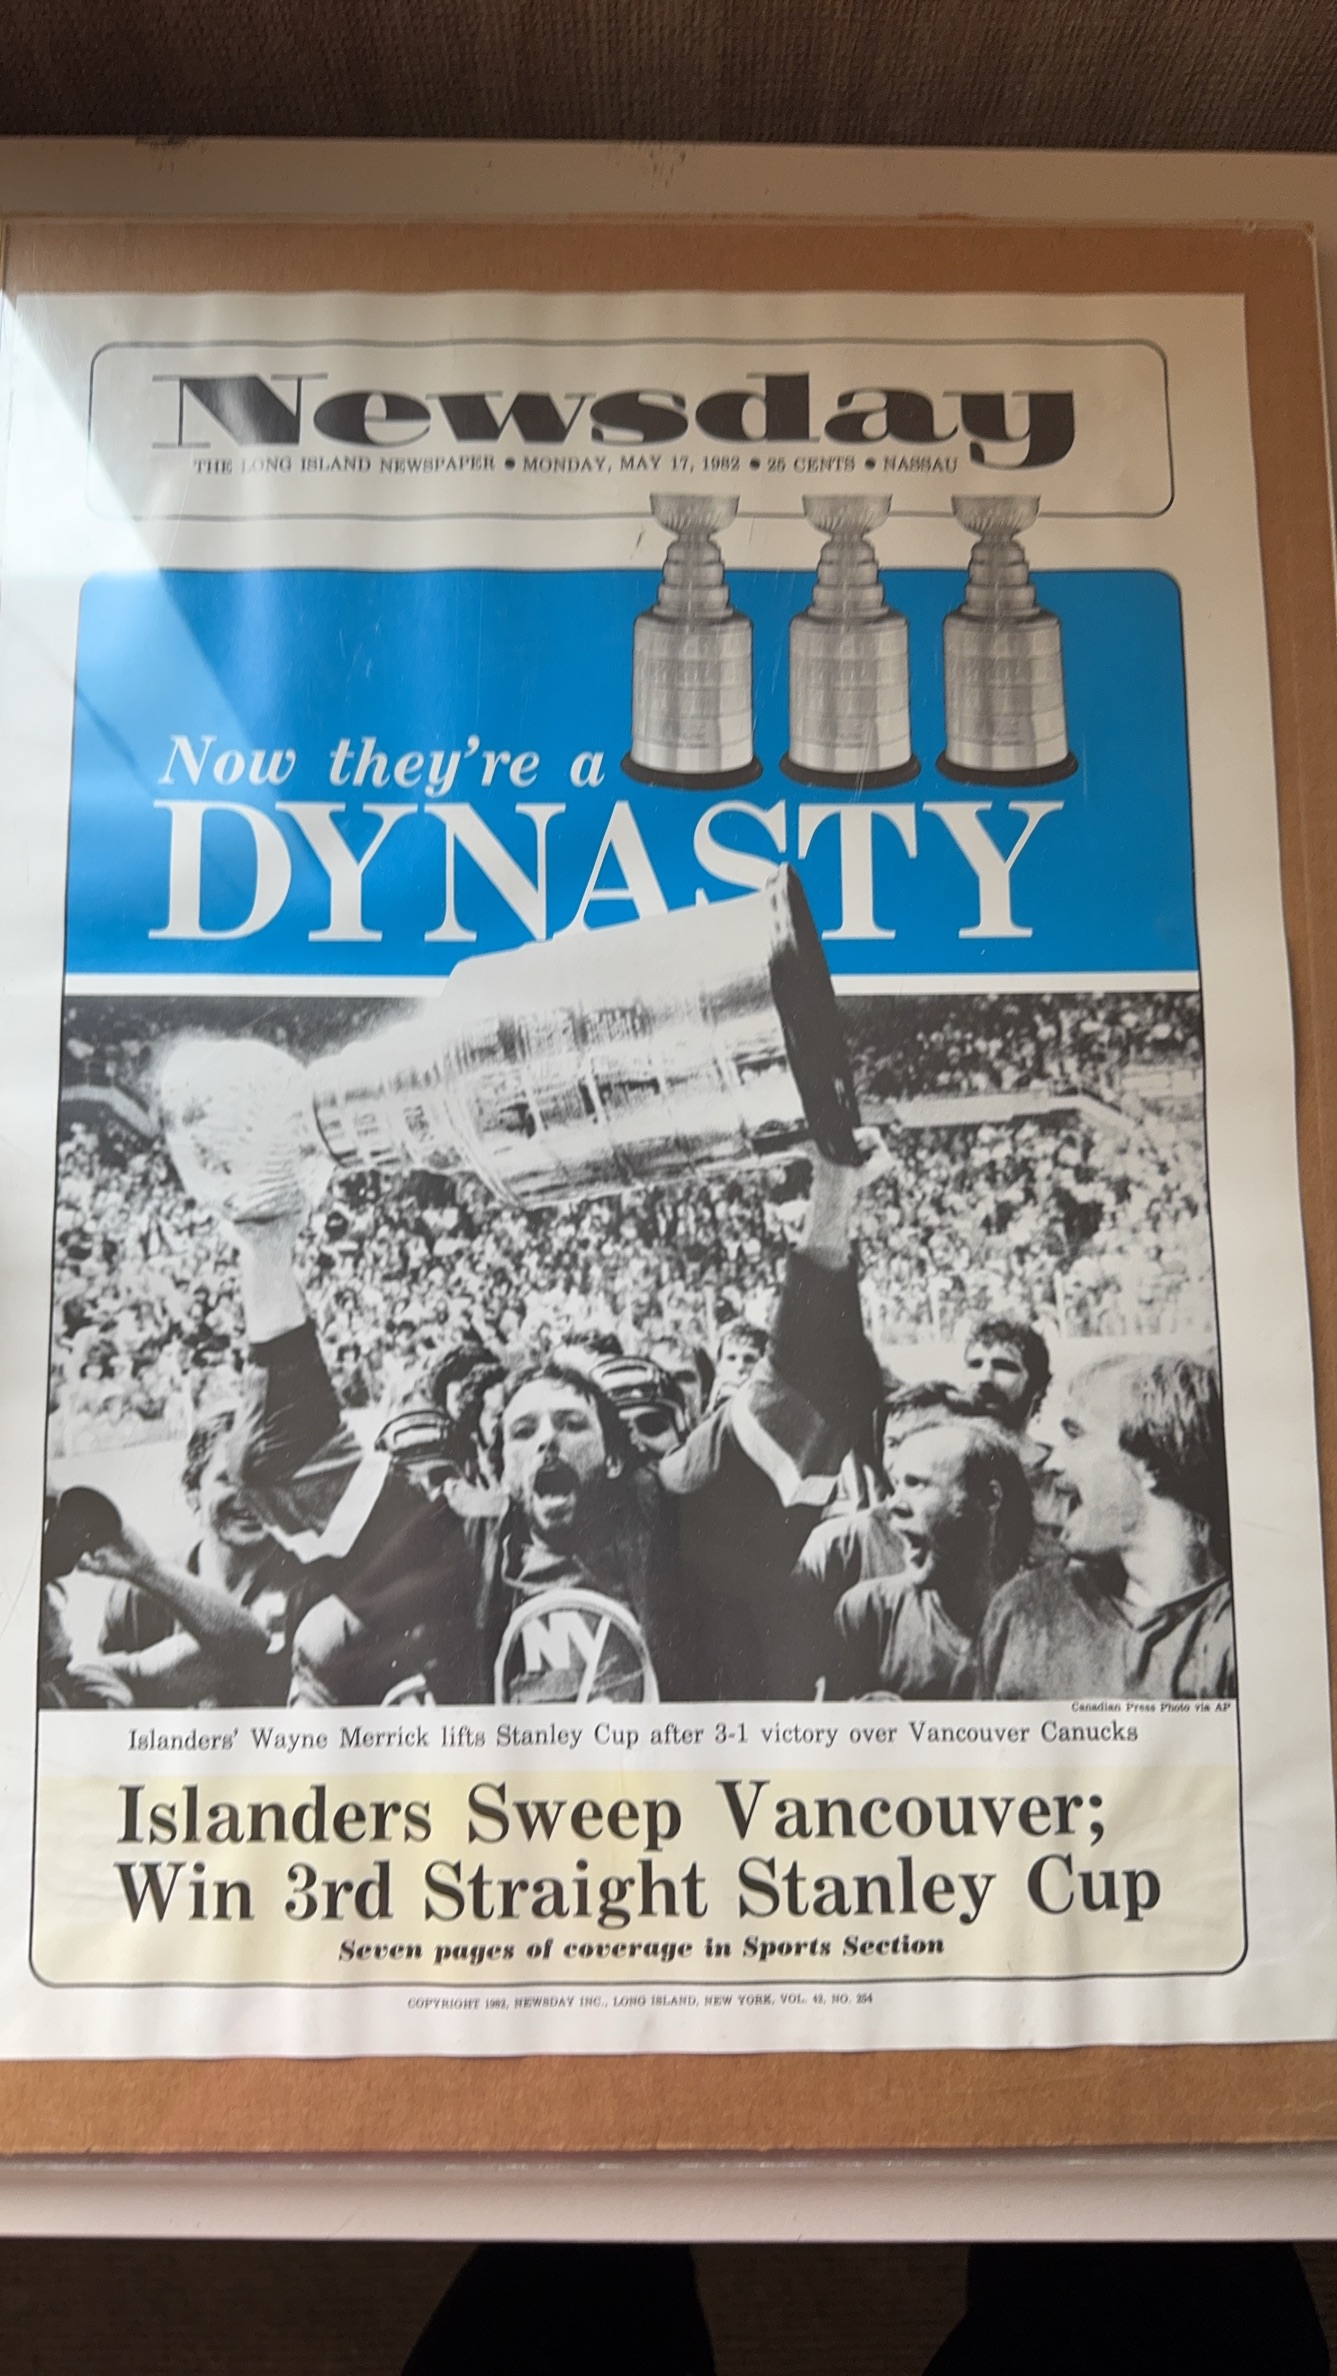 Newsday
THE LONG ISLAND NEWSPAPER • MONDAY, MAY 17, 1982 • 25 CENTS • NASSAU
Now they're a
DYNASTY
NY
Canadian Press Photo via AP
Islanders' Wayne Merrick lifts Stanley Cup after 3-1 victory over Vancouver Canucks
Islanders Sweep Vancouver;
Win 3rd Straight Stanley Cup
Seven pages of coverage in Sports Section
COPYRIGHT 1982, NEWSDAY INC., LONG ISLAND, NEW YORK, VOL. 42, NO. 254